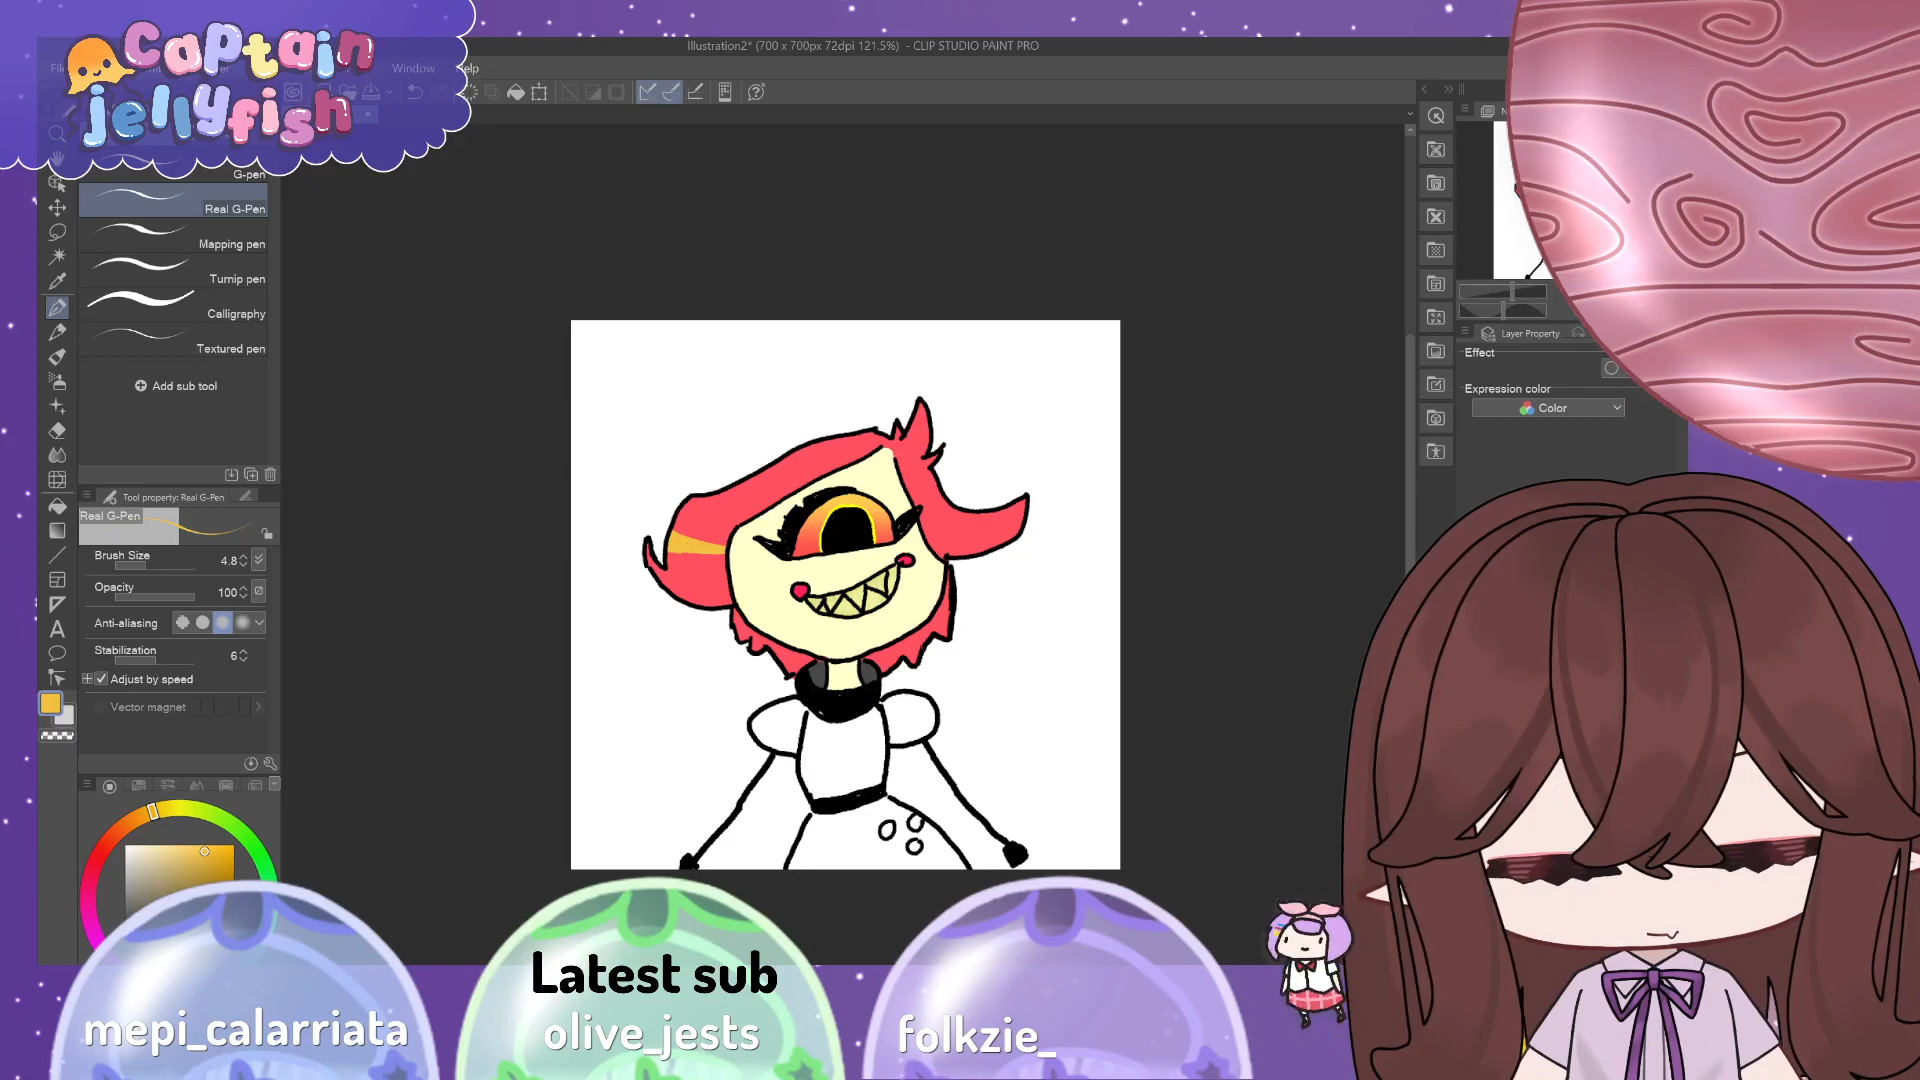 Captain
jellyfish
Illustration2* (700 x 700px 72dpi 121.5%) - CLIP STUDIO PAINT PRO
Window
G-pen
Real G-Pen
Mapping pen
Turnip pen
Calligraphy
Textured pen
Add sub tool
Tool property: Real G-Pen
Real G-Pen
Brush Size
4.8
Opacity
100
Anti-aliasing
Stabilization
6
Adjust by speed
Vector magnet
Layer Property
Effect
Expression color
Color
mepi_calarriata
Latest sub
olive_jests
folkzie_